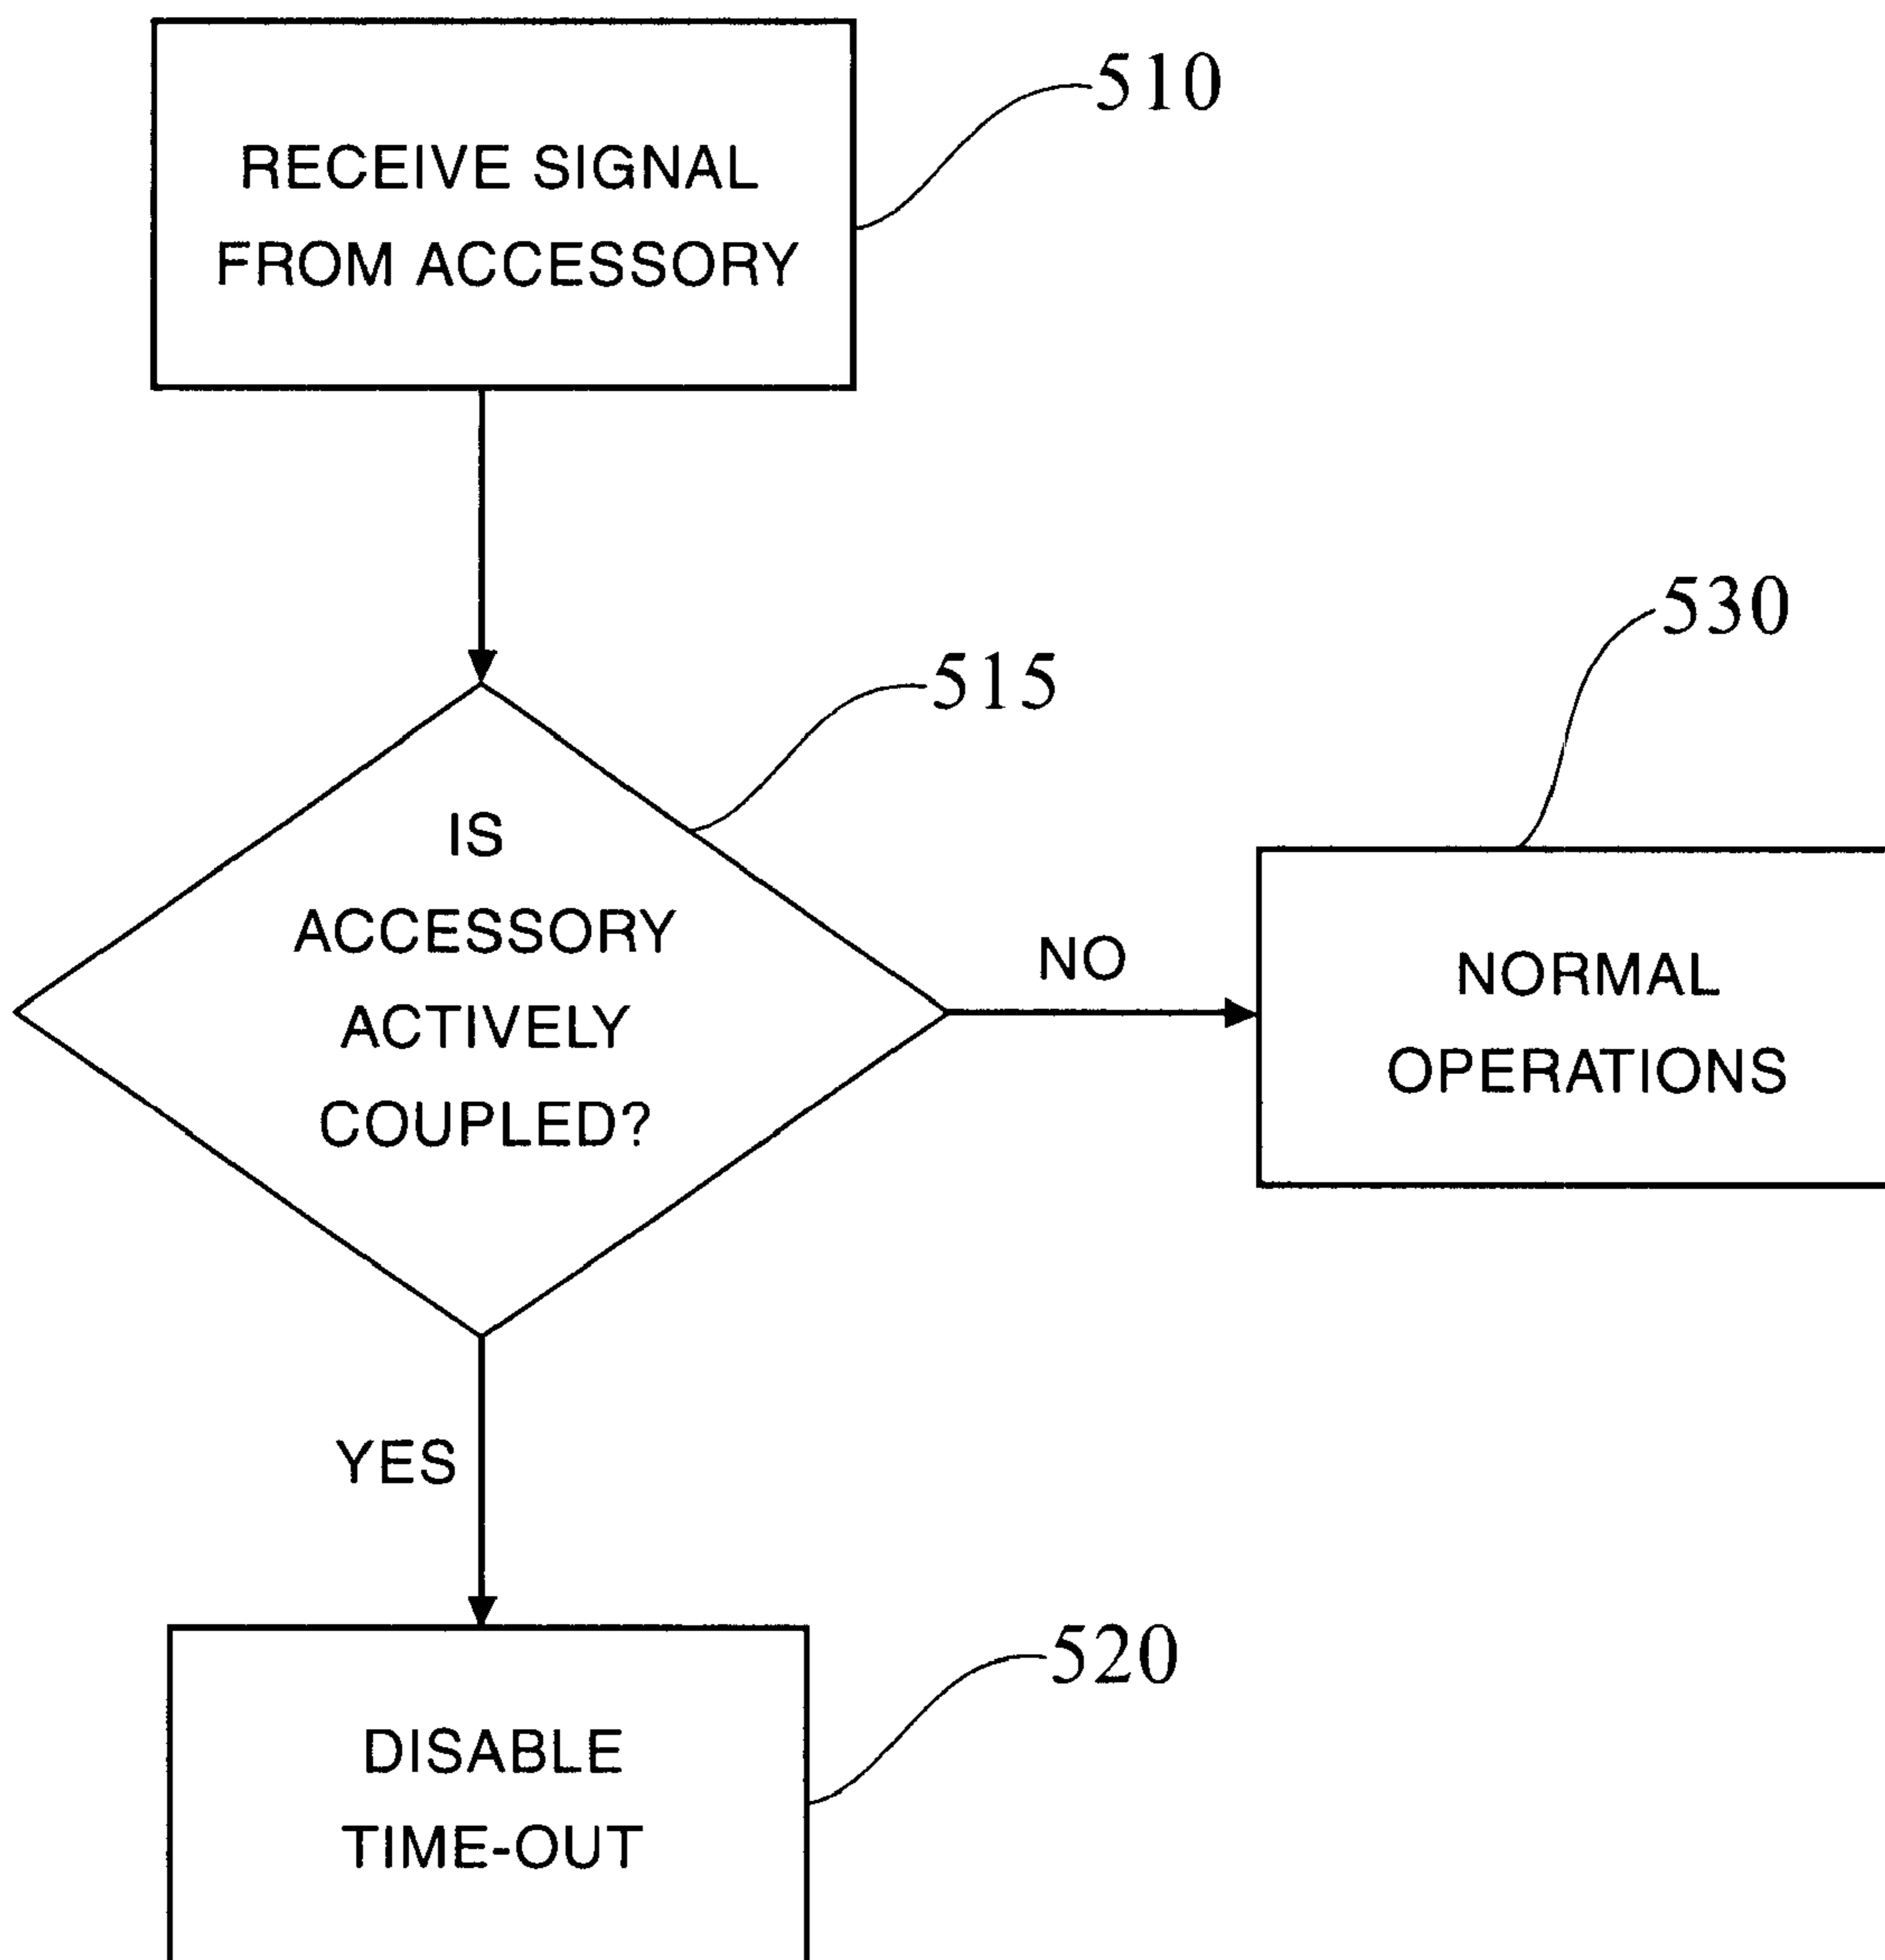 510
RECEIVE SIGNAL
FROM ACCESSORY
530
515
IS
ACCESSORY
ACTIVELY
COUPLED?
NO
NORMAL
OPERATIONS
YES
520
DISABLE
TIME-OUT